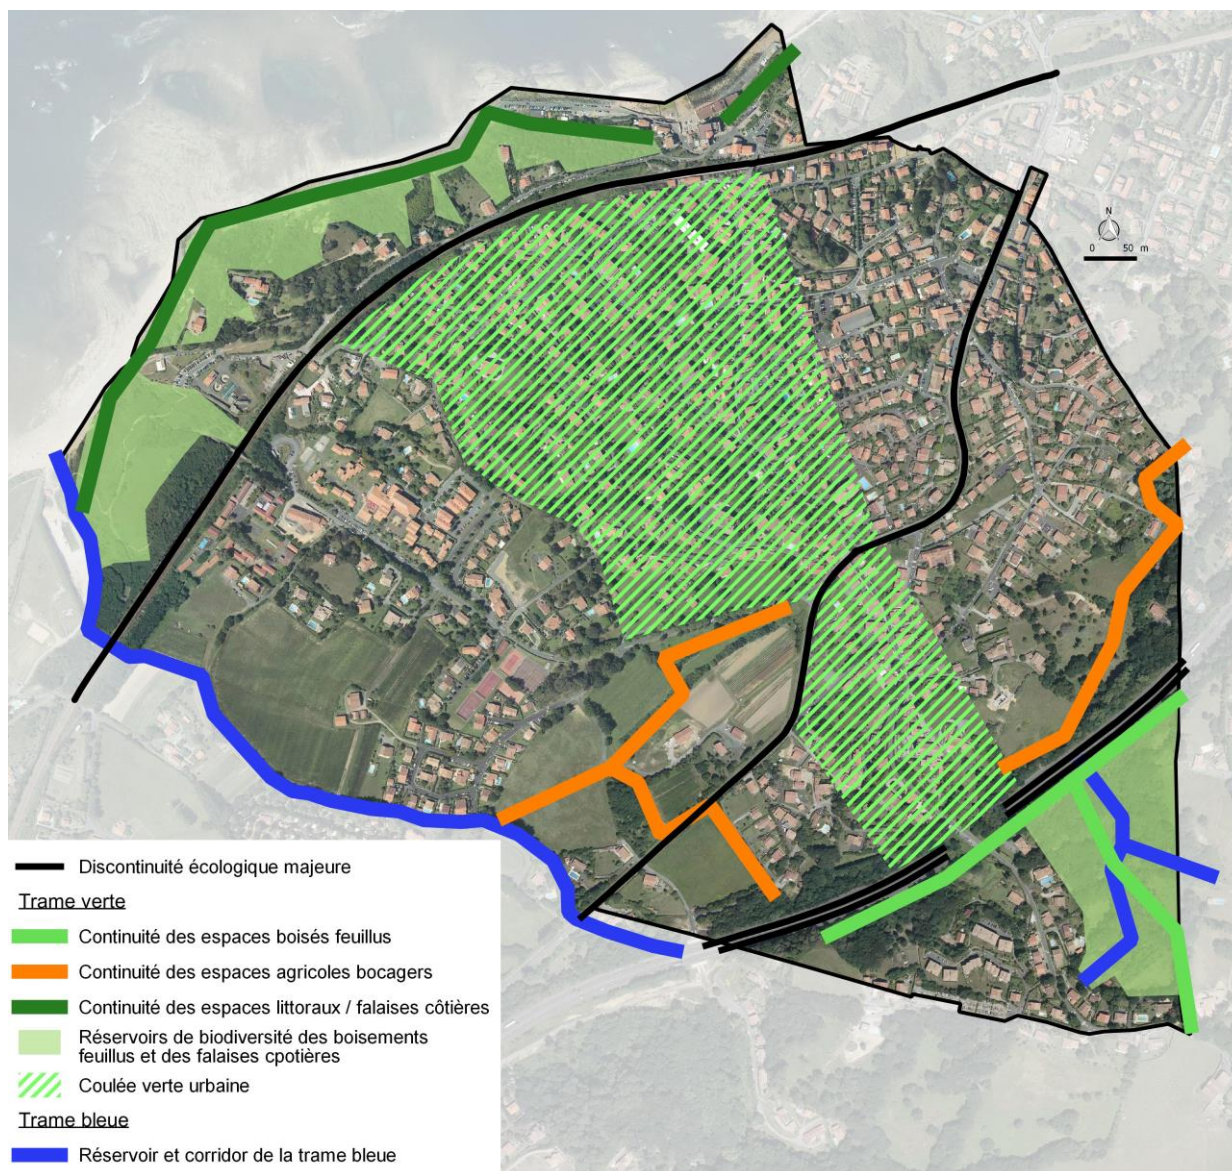 N
0 50 m
Discontinuité écologique majeure
Trame verte
Continuité des espaces boisés feuillus
Continuité des espaces agricoles bocagers
Continuité des espaces littoraux / falaises côtières
Réservoirs de biodiversité des boisements
feuillus et des falaises cpotières
Coulée verte urbaine
Trame bleue
Réservoir et corridor de la trame bleue